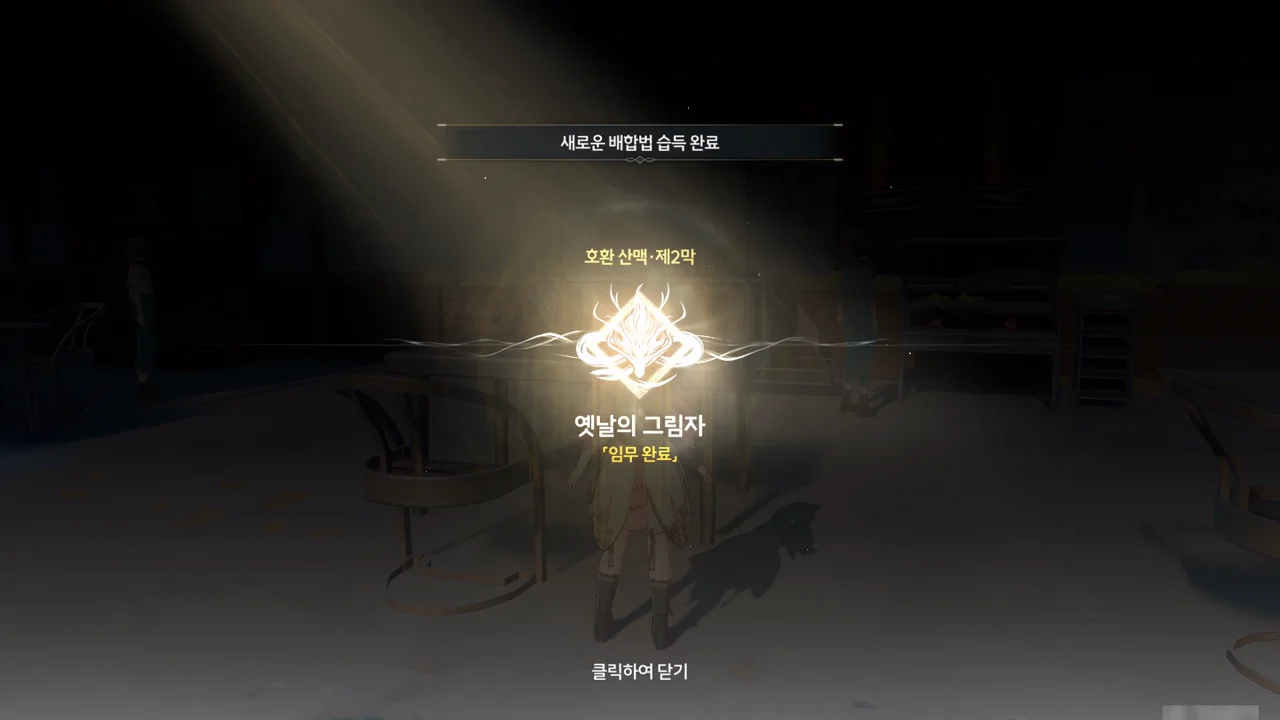 새로운 배합법 습득 완료
호환 산맥·제2막
옛날의 그림자
「임무 완료」
클릭하여 닫기